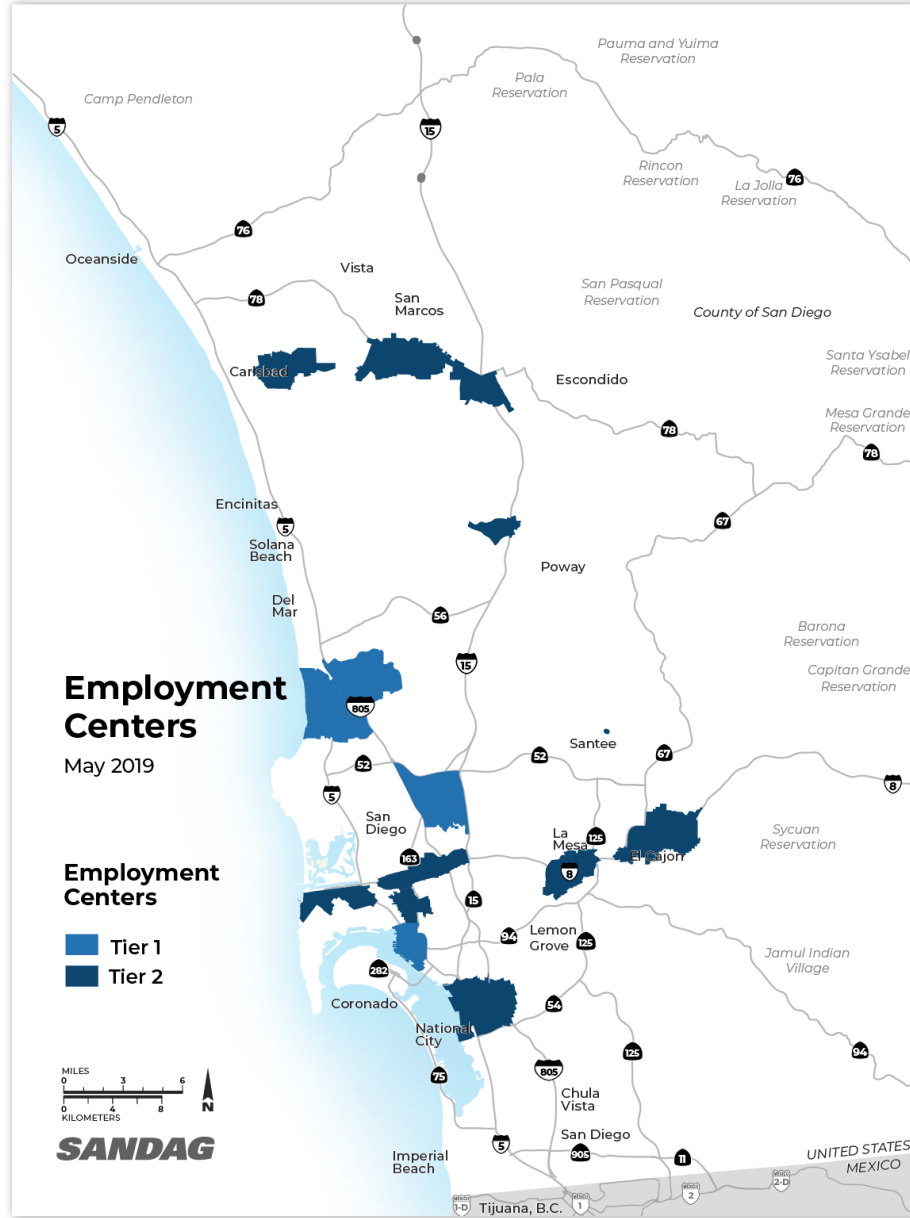 Pauma and Yuima
Reservation
Pala
Reservation
Camp Pendleton
5
15
Rincon
Reservation
76
La Jolla
Reservation
76
Oceanside
Vista
78
San
Marcos
San Pasqual
Reservation
County of San Diego
Santa Ysabel
Reservation
Carlsbad
Escondido
Mesa Grande
Reservation
78
78
Encinitas
5
Solana
Beach
67
Poway
Del
Mar
56
15
Barona
Reservation
Capitan Grande
Reservation
805
Employment
Centers
May 2019
52
Santee
52
67
8
5
San
Diego
163
La
Mesa
125
El Cajon
8
Sycuan
Reservation
Employment
Centers
Tier 1
Tier 2
15
94
Lemon
Grove
125
Jamul Indian
Village
282
Coronado
54
National
City
125
94
75
805
Chula
Vista
MILES
0 3 6
0 4 8
KILOMETERS
N
SANDAG
San Diego
5
905
11
Imperial
Beach
UNITED STATES
MEXICO
MEXICO
1-D
Tijuana, B.C.
MEXICO
1
MEXICO
2
MEXICO
2-D